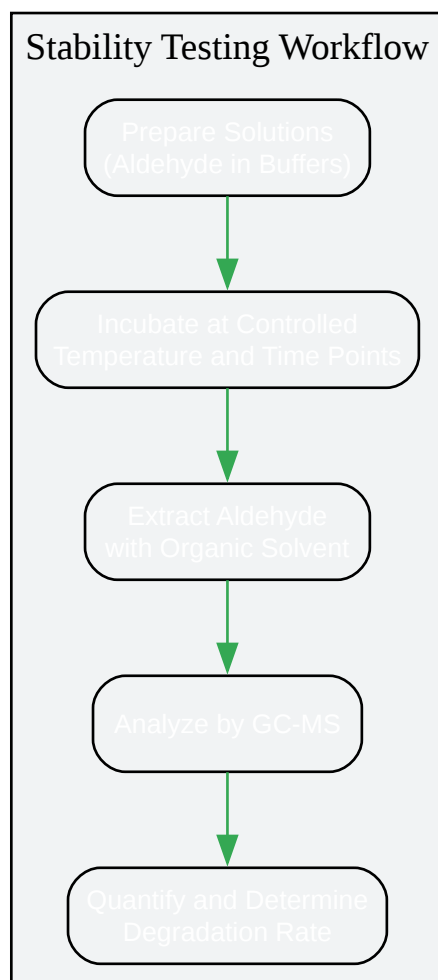 Stability Testing Workflow
Prepare Solutions
(Aldehyde in Buffers)
Incubate at Controlled
Temperature and Time Points
Extract Aldehyde
with Organic Solvent
Analyze by GC-MS
Quantify and Determine
Degradation Rate